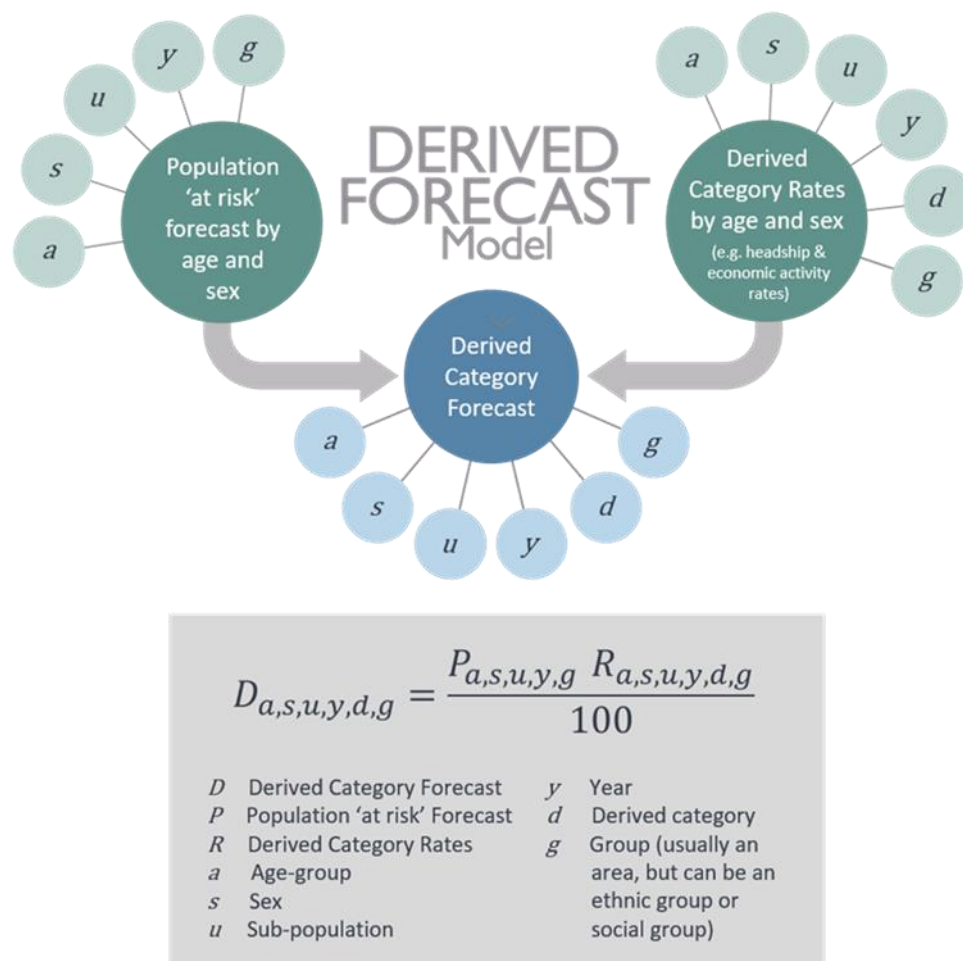 g
y
u
s
a
Population
‘at risk’
forecast by
age and
sex
DERIVED
FORECAST
Model
a
s
u
y
d
g
Derived
Category Rates
by age and sex
(e.g. headship &
economic activity
rates)
Derived
Category
Forecast
a
s
u
y
d
g
D_{a,s,u,y,d,g} = \frac{P_{a,s,u,y,g} R_{a,s,u,y,d,g}}{100}
D Derived Category Forecast
P Population ‘at risk’ Forecast
R Derived Category Rates
a Age-group
s Sex
u Sub-population
y Year
d Derived category
g Group (usually an
area, but can be an
ethnic group or
social group)